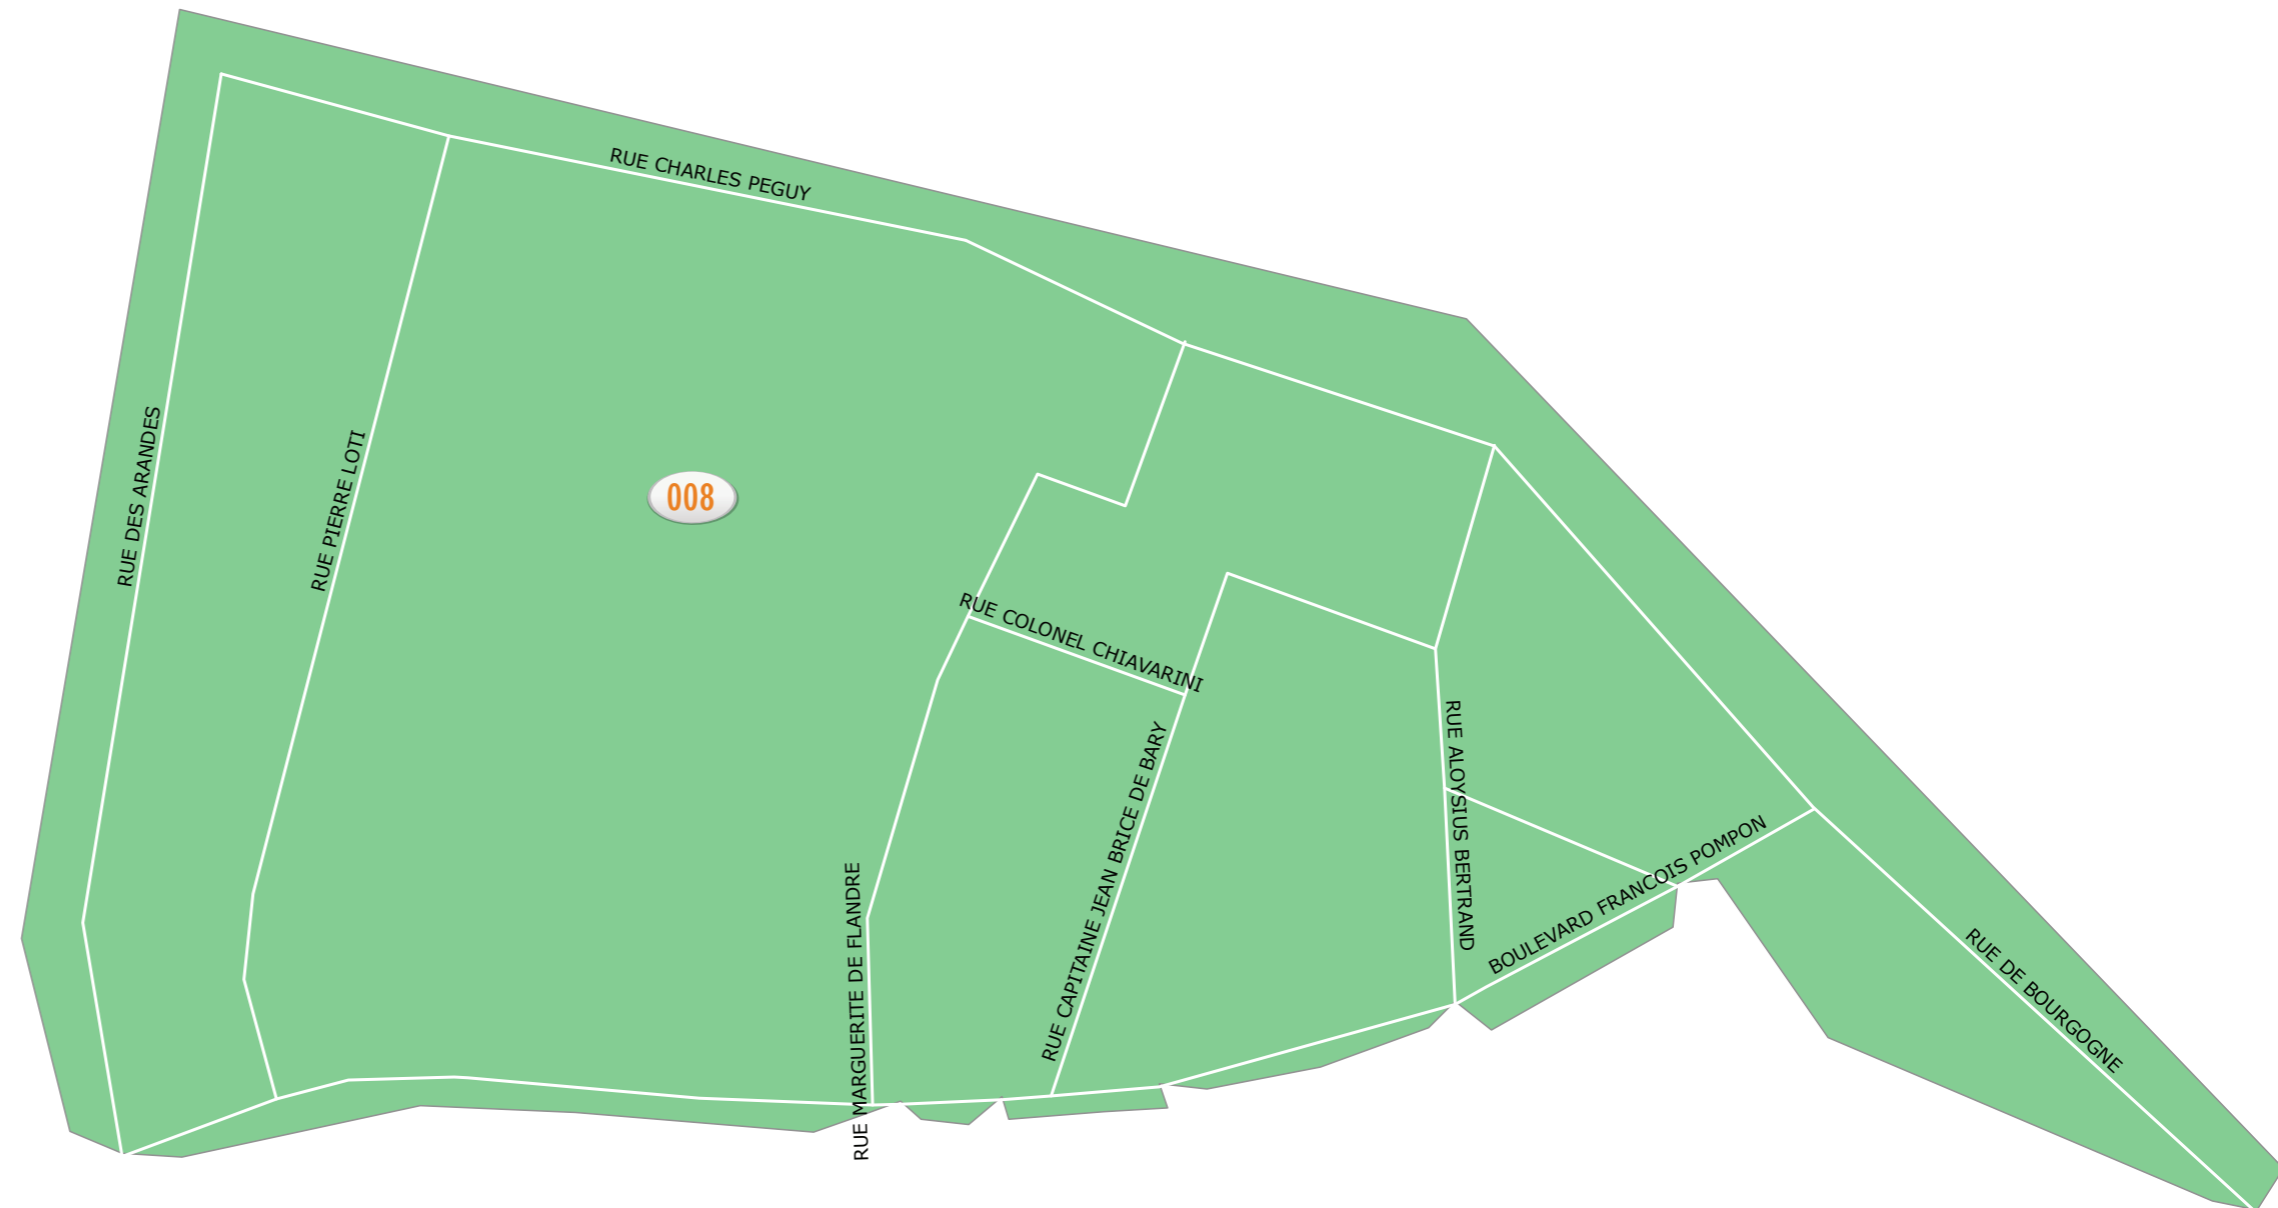 RUE CHARLES PEGUY
RUE DES ARANDES
RUE PIERRE LOTI
008
RUE COLONEL CHIAVARINI
RUE CAPITAINE JEAN BRICE DE BARY
RUE ALOYSIUS BERTRAND
RUE MARGUERITE DE FLANDRE
BOULEVARD FRANCOIS POMPON
RUE DE BOURGOGNE